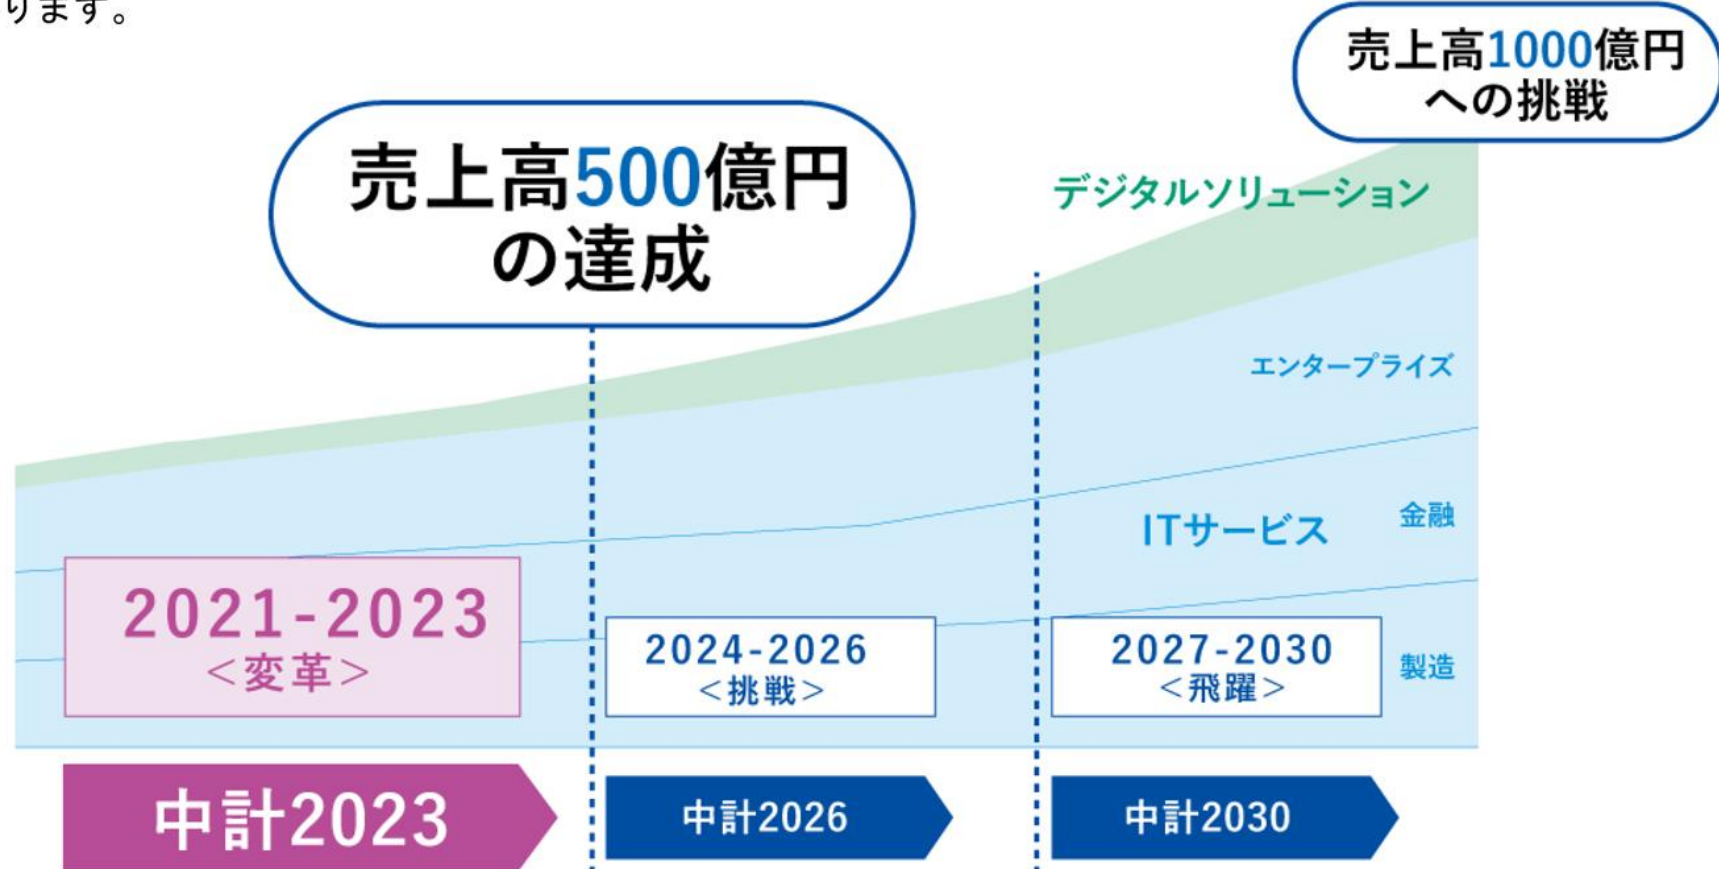 ります。
売上高1000億円
への挑戦
売上高500億円
の達成
デジタルソリューション
エンタープライズ
ITサービス
金融
2021-2023
＜変革＞
2024-2026
＜挑戦＞
2027-2030
＜飛躍＞
製造
中計2023
中計2026
中計2030